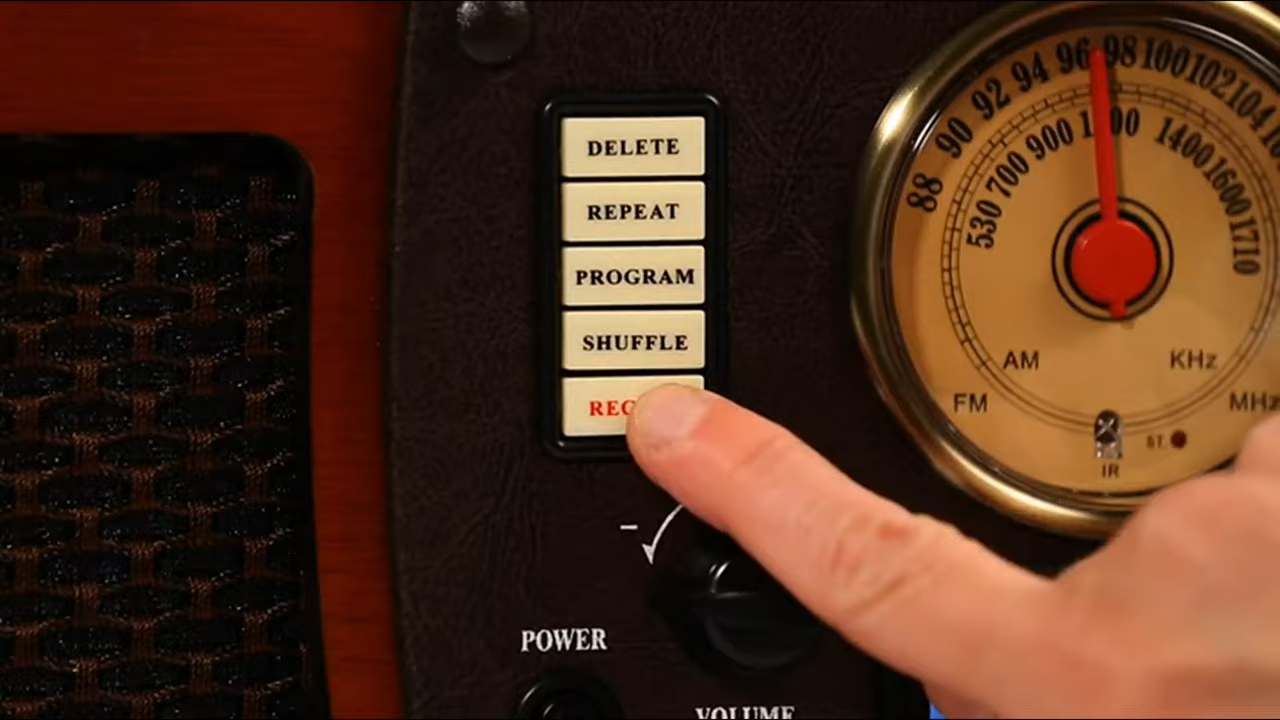 DELETE
REPEAT
PROGRAM
SHUFFLE
REC
POWER
VOLUME
88 90 92 94 96 98 100 102 104
530 700 900 1400 1600 1710
AM KHz
FM MHz
ST.
IR